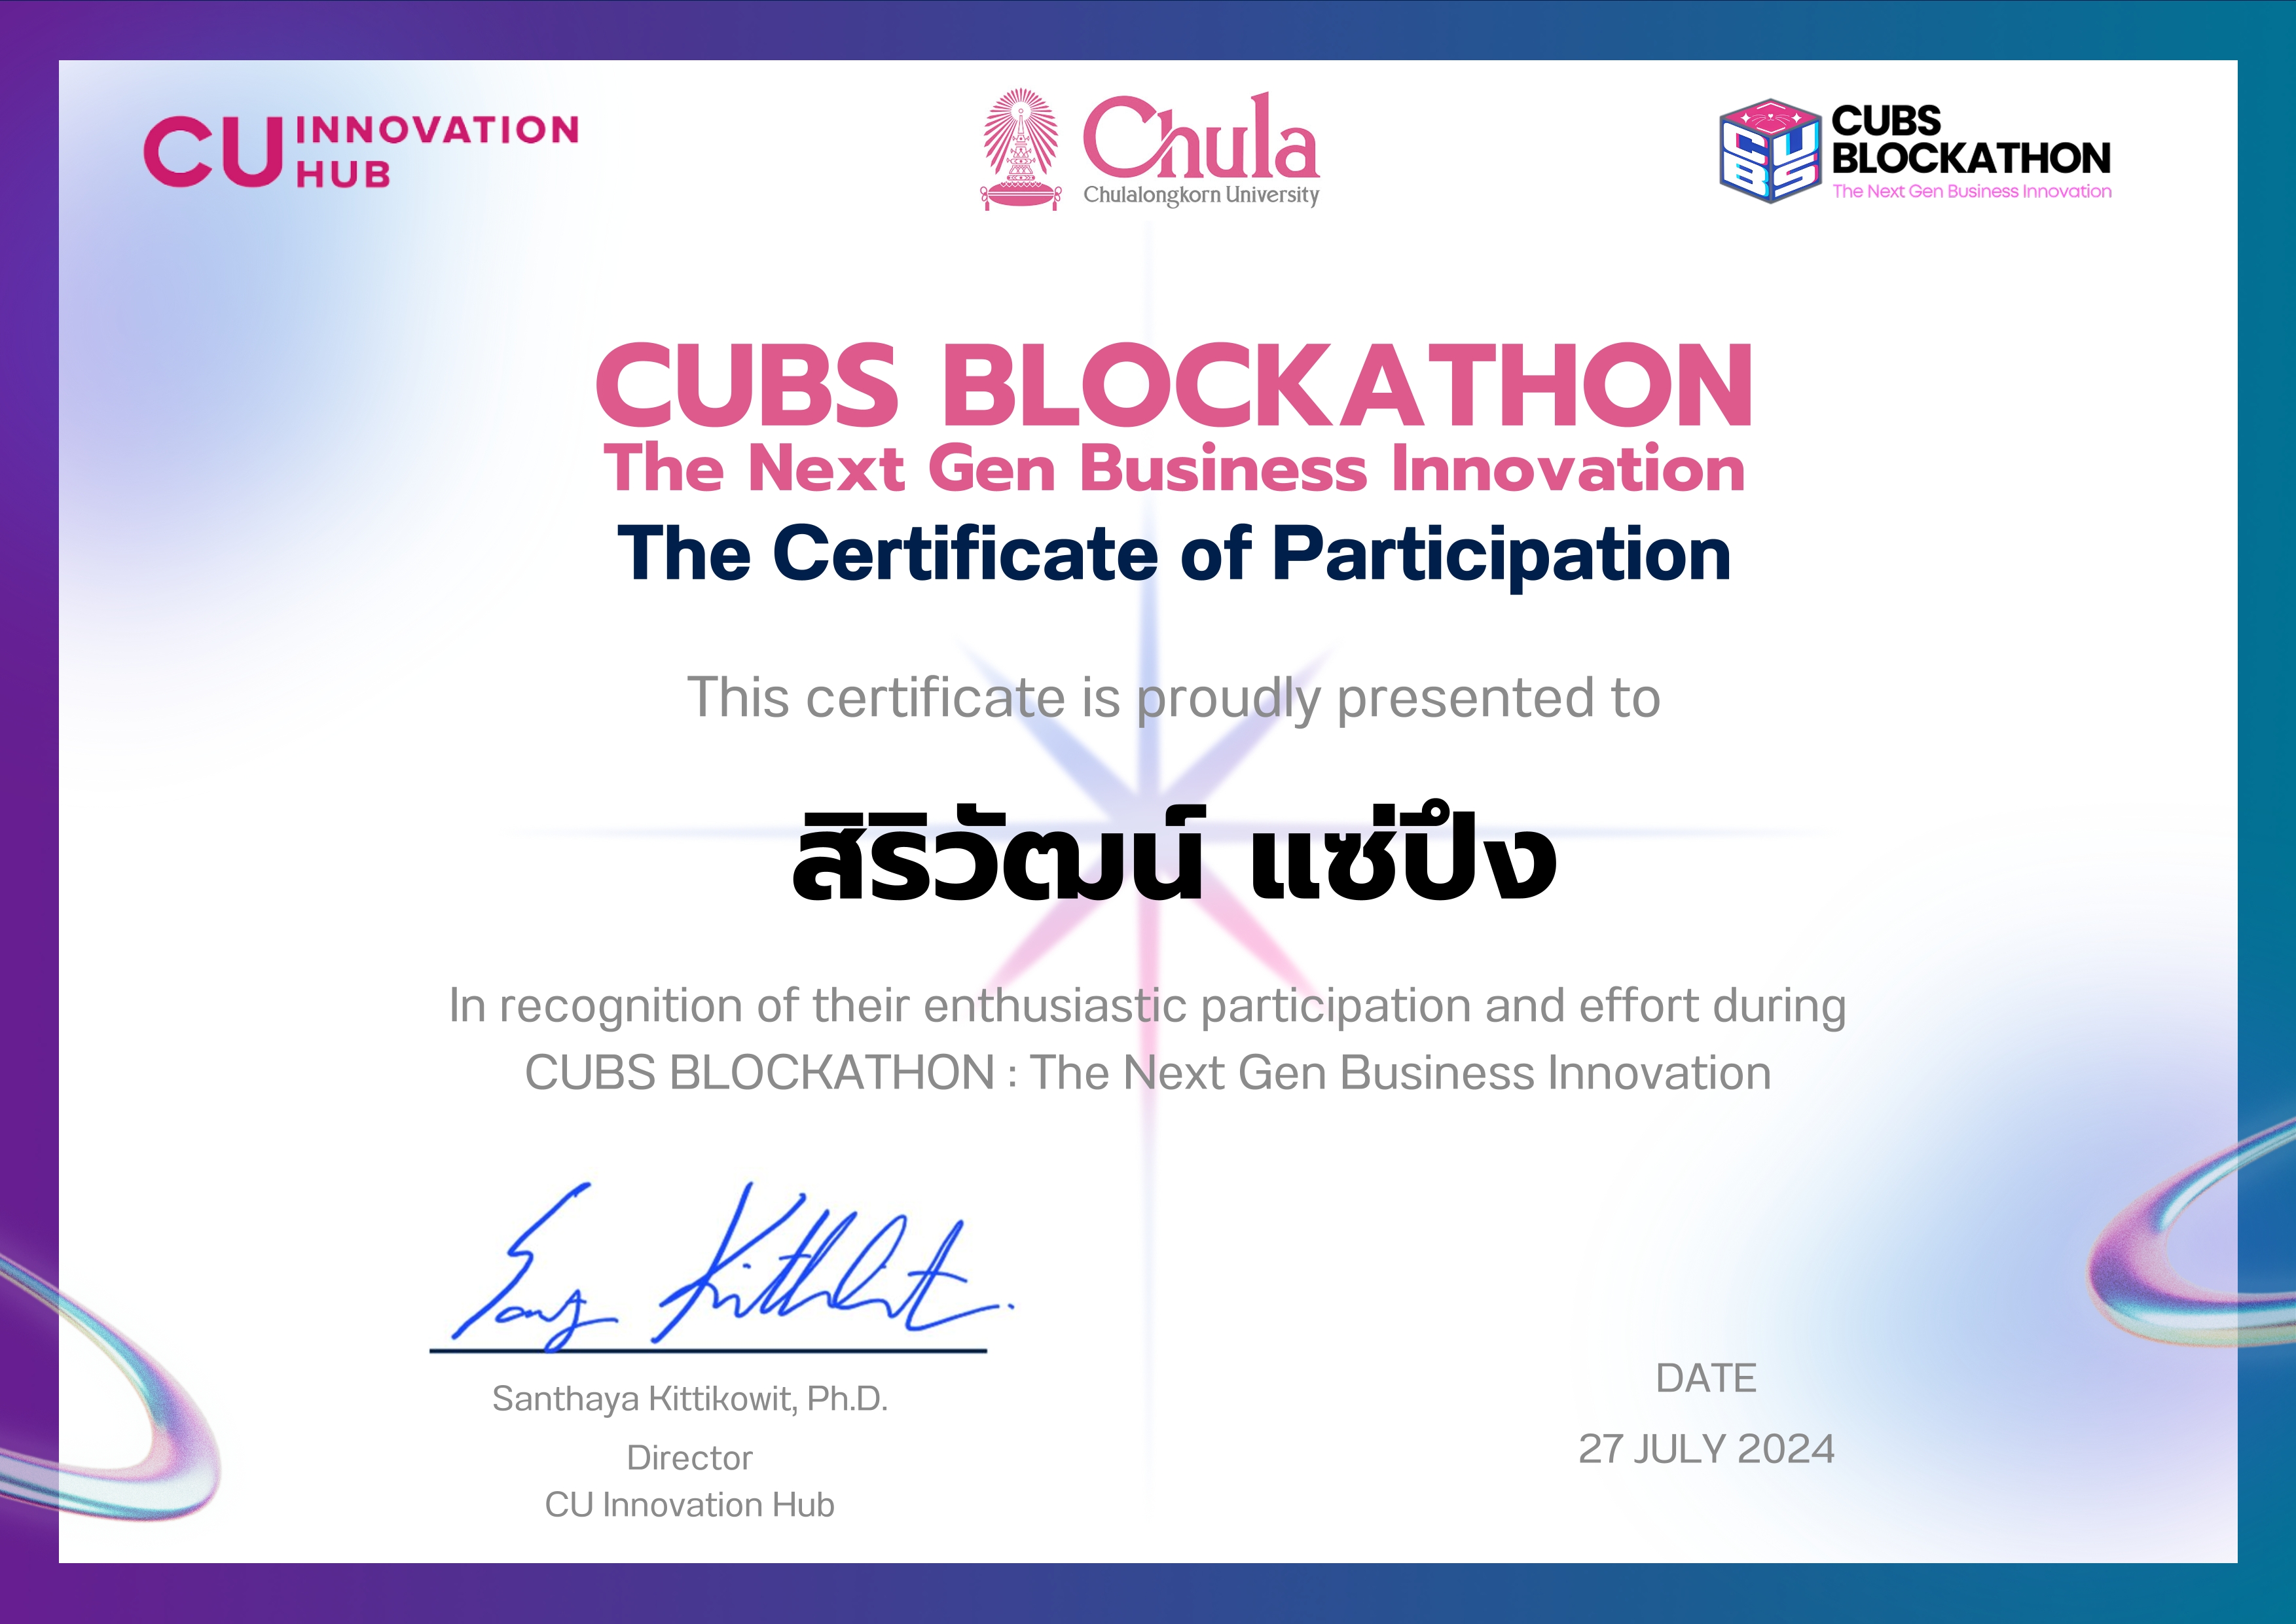 CU INNOVATION
HUB
Chula
Chulalongkorn University
CUBS
BLOCKATHON
The Next Gen Business Innovation
CU
BS
CUBS BLOCKATHON
The Next Gen Business Innovation
The Certificate of Participation
This certificate is proudly presented to
สิริวัฒน์ แซ่ปึง
In recognition of their enthusiastic participation and effort during
CUBS BLOCKATHON : The Next Gen Business Innovation
Santhaya Kittikowit, Ph.D.
Director
CU Innovation Hub
DATE
27 JULY 2024